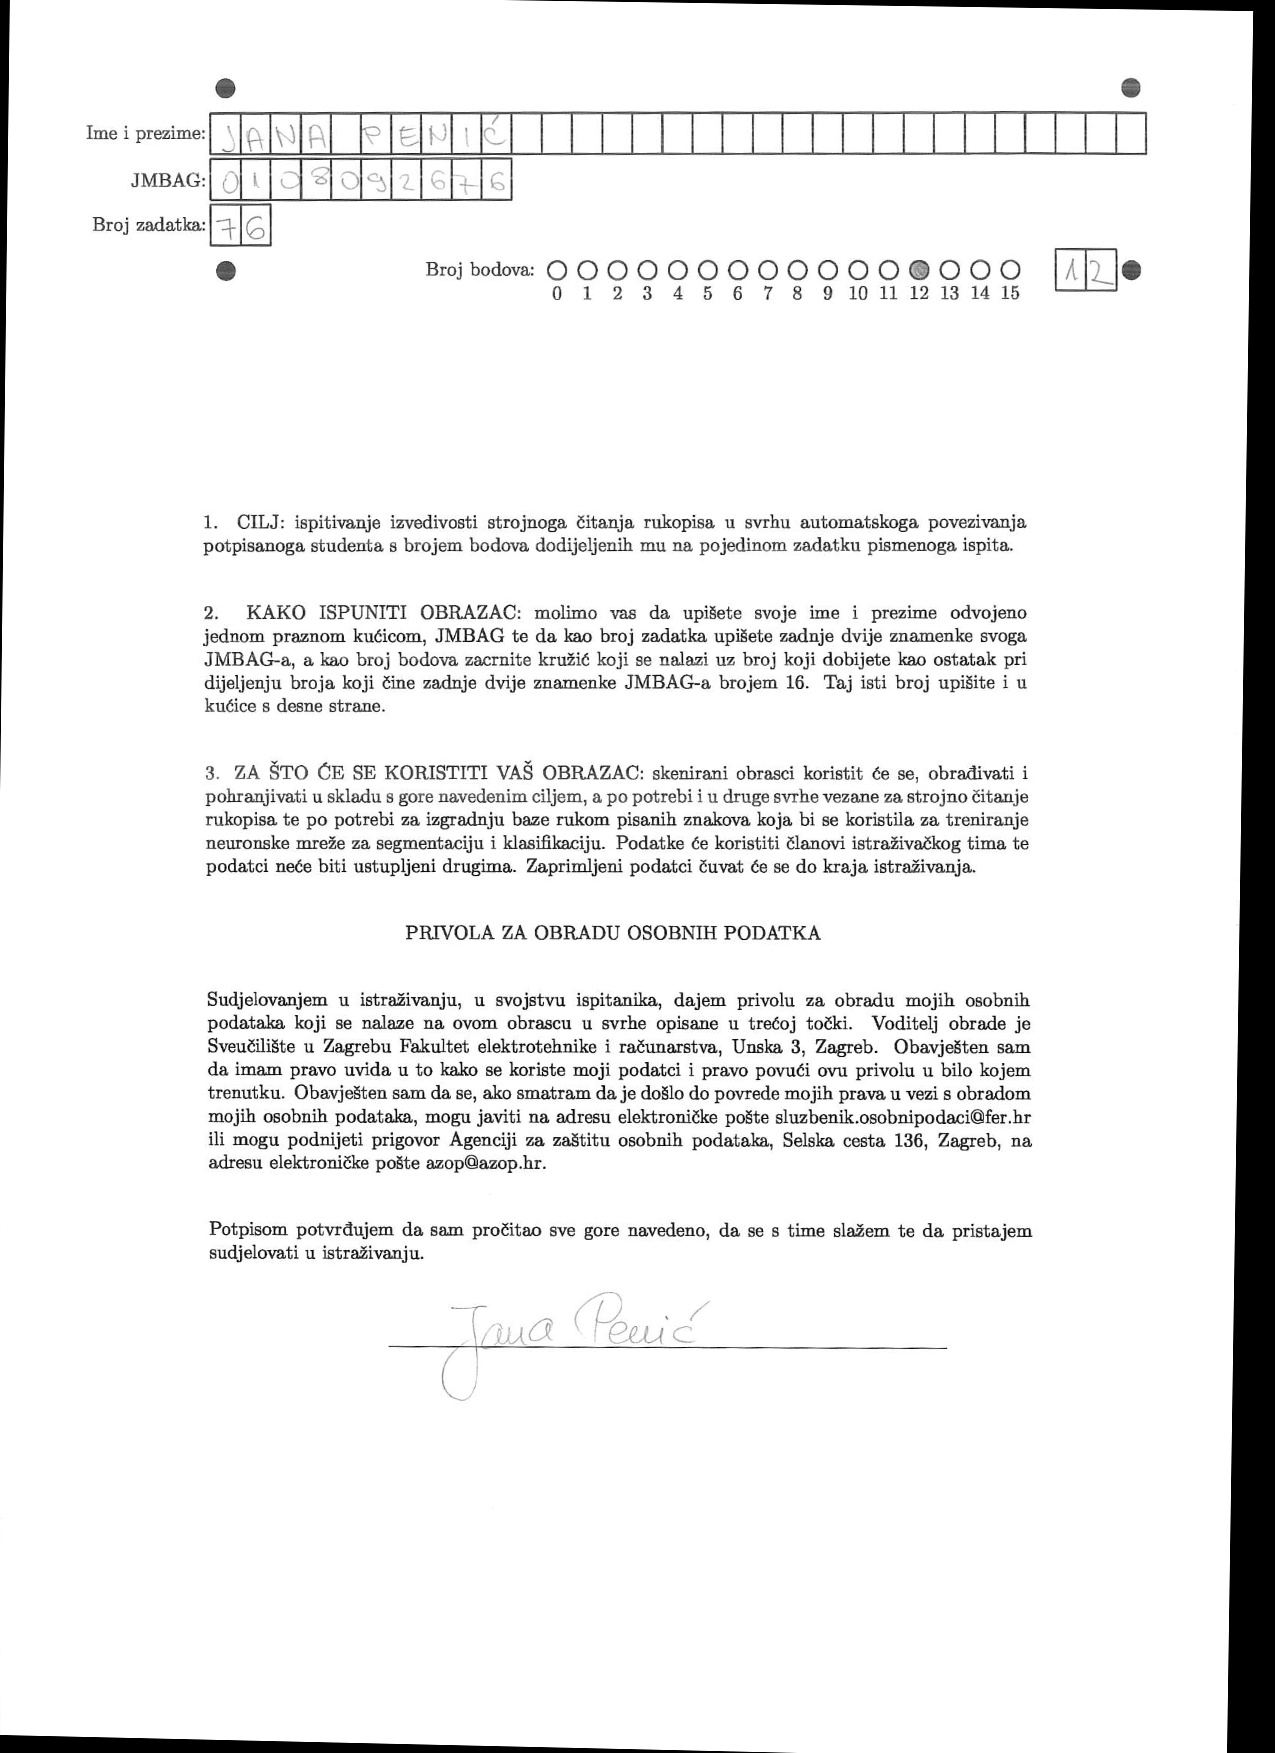 Ime i prezime: JANA PENIĆ
JMBAG: 0108092676
Broj zadatka: 76
Broj bodova: 12
0 1 2 3 4 5 6 7 8 9 10 11 12 13 14 15
1. CILJ: ispitivanje izvedivosti strojnoga čitanja rukopisa u svrhu automatskoga povezivanja
potpisanoga studenta s brojem bodova dodijeljenih mu na pojedinom zadatku pismenoga ispita.
2. KAKO ISPUNITI OBRAZAC: molimo vas da upišete svoje ime i prezime odvojeno
jednom praznom kućicom, JMBAG te da kao broj zadatka upišete zadnje dvije znamenke svoga
JMBAG-a, a kao broj bodova zacrnite kružić koji se nalazi uz broj koji dobijete kao ostatak pri
dijeljenju broja koji čine zadnje dvije znamenke JMBAG-a brojem 16. Taj isti broj upišite i u
kućice s desne strane.
3. ZA ŠTO ĆE SE KORISTITI VAŠ OBRAZAC: skenirani obrasci koristit će se, obrađivati i
pohranjivati u skladu s gore navedenim ciljem, a po potrebi i u druge svrhe vezane za strojno čitanje
rukopisa te po potrebi za izgradnju baze rukom pisanih znakova koja bi se koristila za treniranje
neuronske mreže za segmentaciju i klasifikaciju. Podatke će koristiti članovi istraživačkog tima te
podatci neće biti ustupljeni drugima. Zaprimljeni podatci čuvat će se do kraja istraživanja.
PRIVOLA ZA OBRADU OSOBNIH PODATKA
Sudjelovanjem u istraživanju, u svojstvu ispitanika, dajem privolu za obradu mojih osobnih
podataka koji se nalaze na ovom obrascu u svrhe opisane u trećoj točki. Voditelj obrade je
Sveučilište u Zagrebu Fakultet elektrotehnike i računarstva, Unska 3, Zagreb. Obavješten sam
da imam pravo uvida u to kako se koriste moji podatci i pravo povući ovu privolu u bilo kojem
trenutku. Obavješten sam da se, ako smatram da je došlo do povrede mojih prava u vezi s obradom
mojih osobnih podataka, mogu javiti na adresu elektroničke pošte sluzbenik.osobnipodaci@fer.hr
ili mogu podnijeti prigovor Agenciji za zaštitu osobnih podataka, Selska cesta 136, Zagreb, na
adresu elektroničke pošte azop@azop.hr.
Potpisom potvrđujem da sam pročitao sve gore navedeno, da se s time slažem te da pristajem
sudjelovati u istraživanju.
Jana Penić